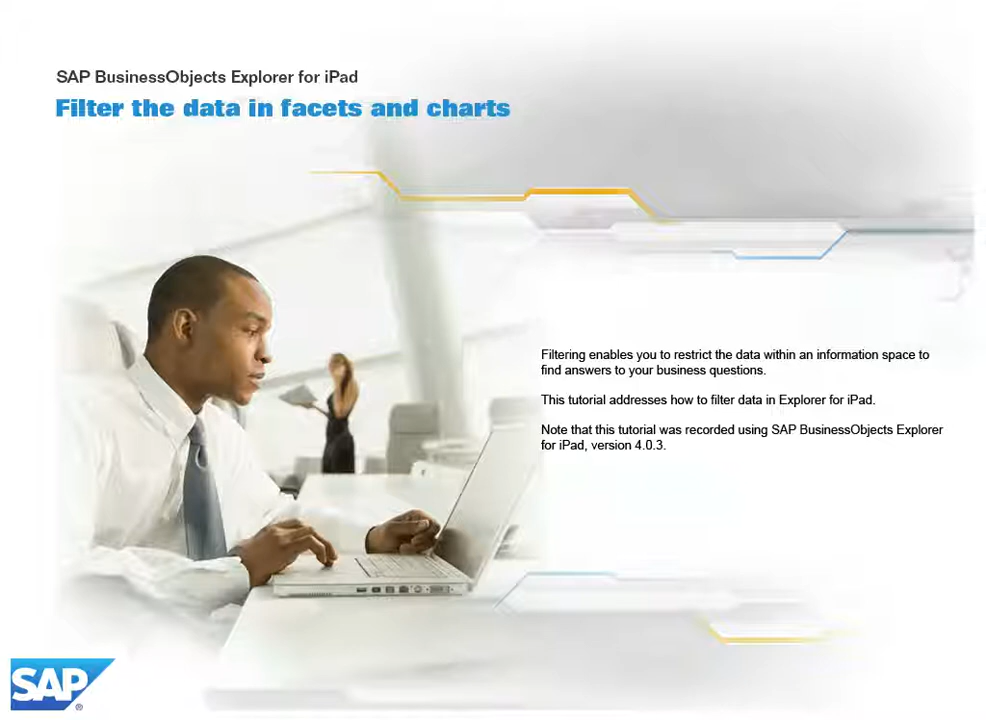 SAP BusinessObjects Explorer for iPad
Filter the data in facets and charts
Filtering enables you to restrict the data within an information space to
find answers to your business questions.
This tutorial addresses how to filter data in Explorer for iPad.
Note that this tutorial was recorded using SAP BusinessObjects Explorer
for iPad, version 4.0.3.
SAP®